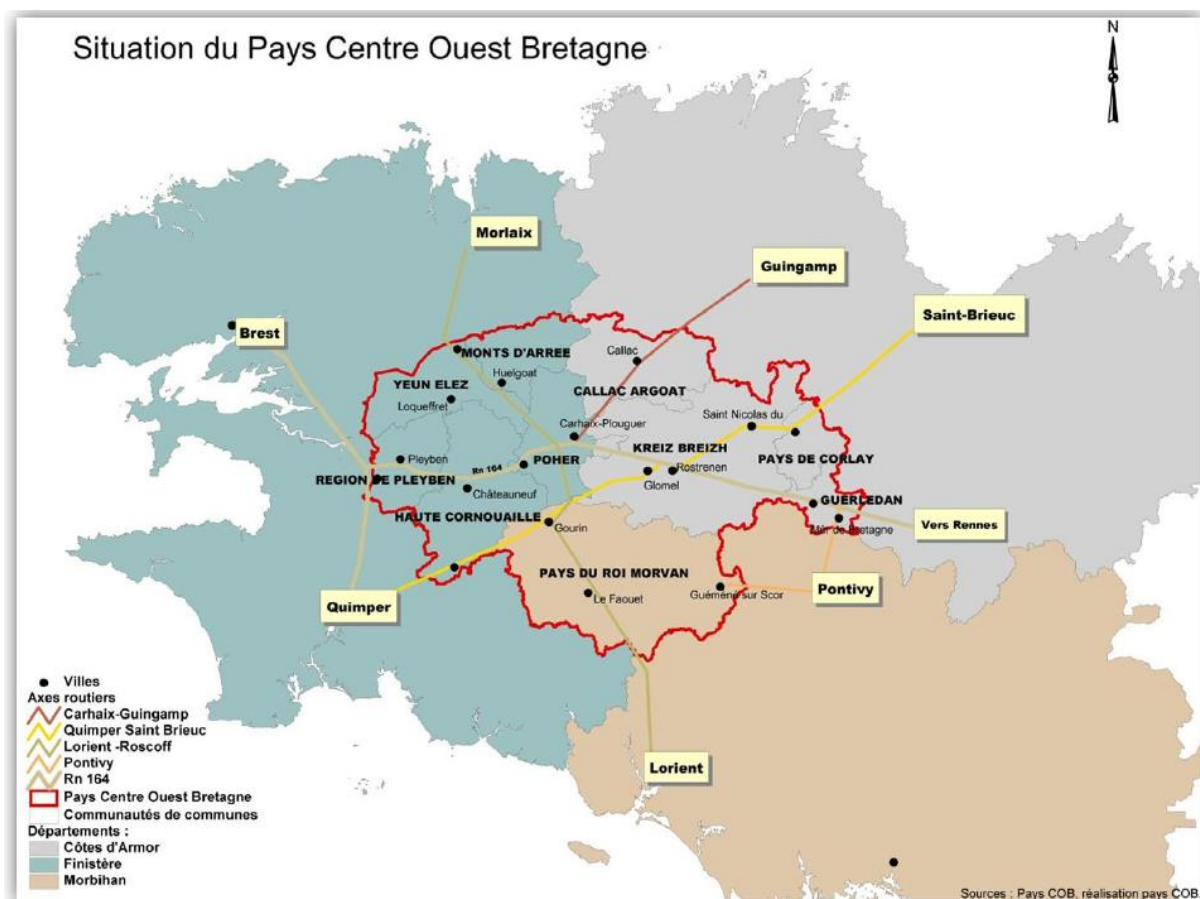 Situation du Pays Centre Ouest Bretagne
N
Morlaix
Guingamp
Saint-Brieuc
Brest
MONTS D'ARREE
Callac
Huelgoat
YEUN ELEZ
CALLAC ARGOAT
Loqueffret
Saint Nicolas du
Carhaix-Plouguer
KREIZ BREIZH
Pleyben
POHER
PAYS DE CORLAY
Rn 164
Rostrenen
REGION DE PLEYBEN
Glomel
Châteauneuf
GUERLEDAN
HAUTE CORNOUAILLE
Gourin
Mûr de Bretagne
Vers Rennes
PAYS DU ROI MORVAN
Quimper
Le Faouet
Guémené sur Scor
Pontivy
Lorient
Villes
Axes routiers
Carhaix-Guingamp
Quimper Saint Brieuc
Lorient -Roscoff
Pontivy
Rn 164
Pays Centre Ouest Bretagne
Communautés de communes
Départements :
Côtes d'Armor
Finistère
Morbihan
Sources : Pays COB, réalisation pays COB.